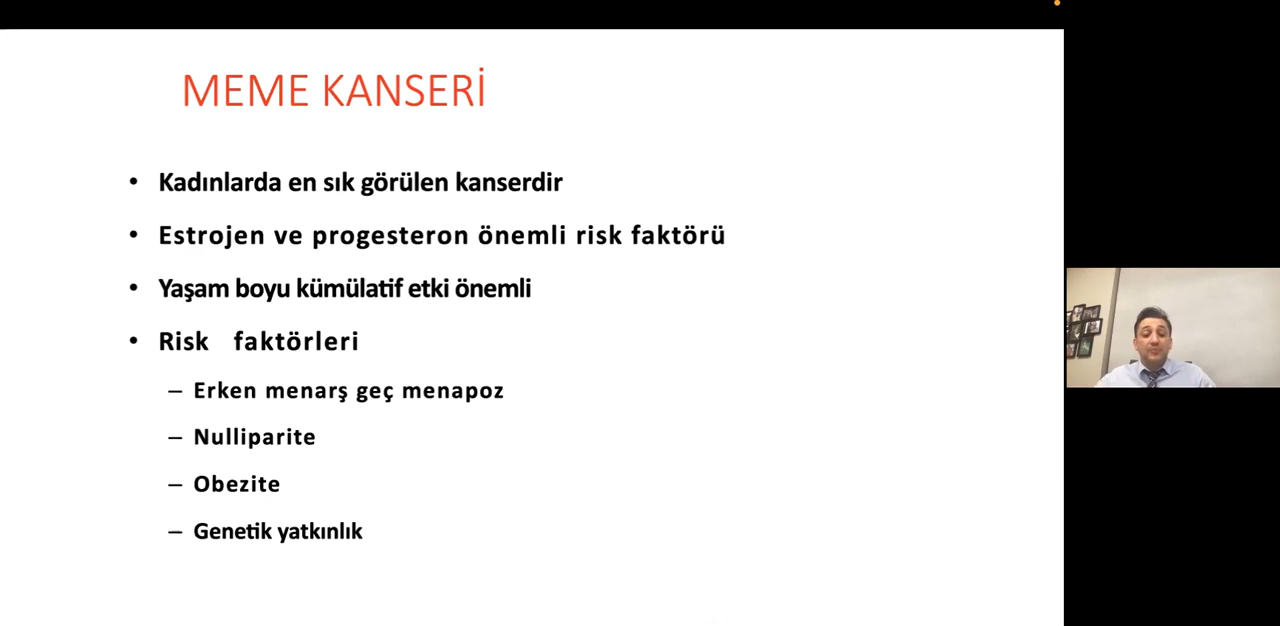 MEME KANSERİ
• Kadınlarda en sık görülen kanserdir
• Estrojen ve progesteron önemli risk faktörü
• Yaşam boyu kümülatif etki önemli
• Risk faktörleri
– Erken menarş geç menapoz
– Nulliparite
– Obezite
– Genetik yatkınlık